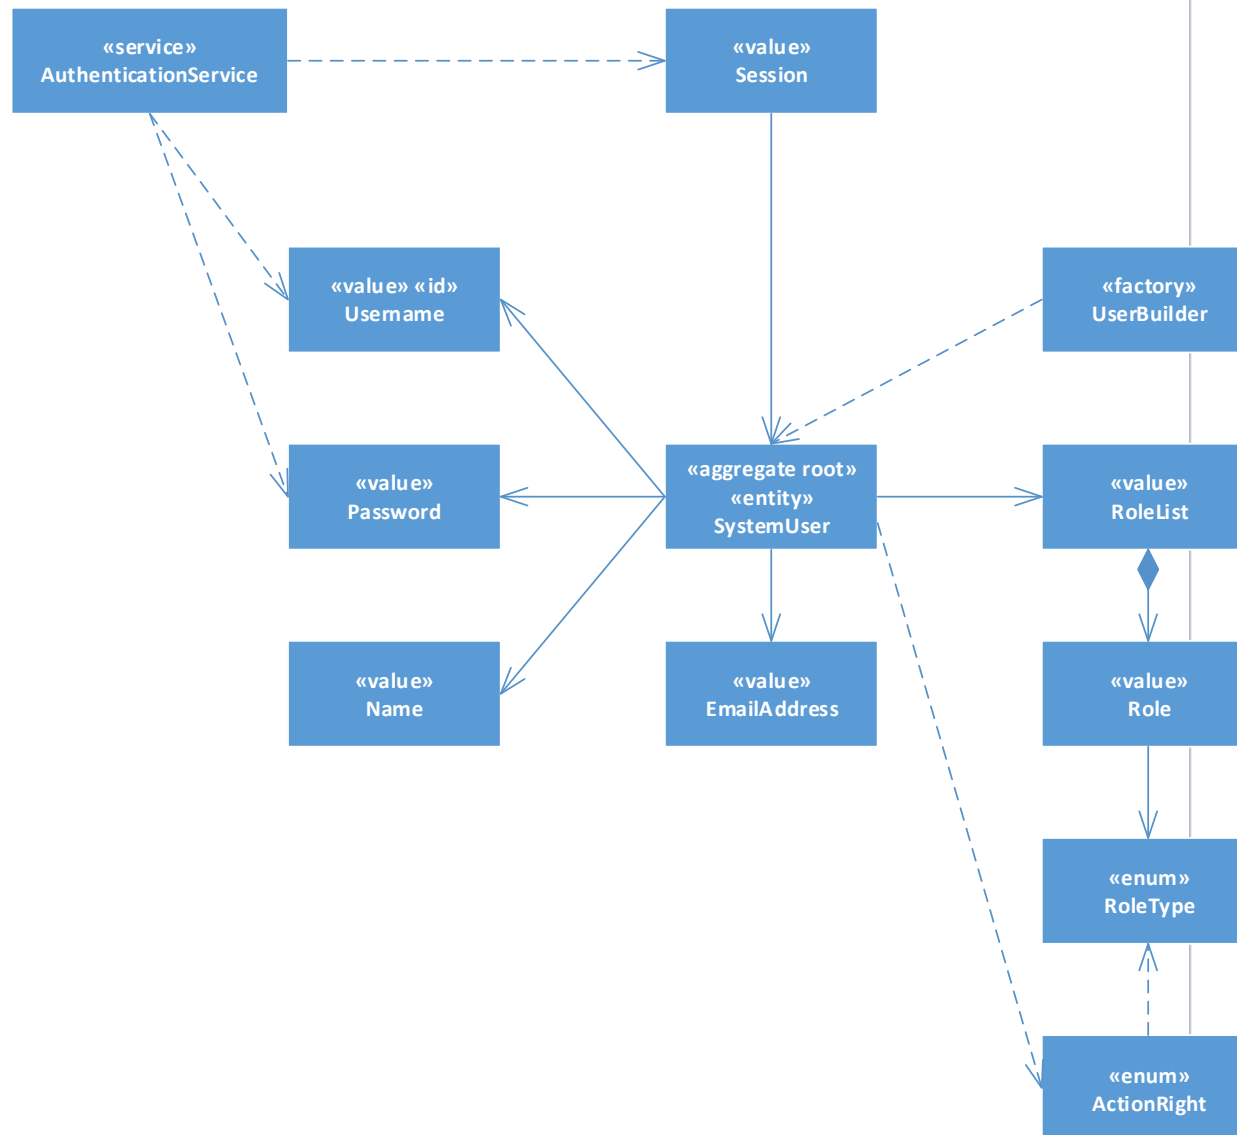 «service»
AuthenticationService
«value»
Session
«value» «id»
Username
«factory»
UserBuilder
«value»
Password
«aggregate root»
«entity»
SystemUser
«value»
RoleList
«value»
Name
«value»
EmailAddress
«value»
Role
«enum»
RoleType
«enum»
ActionRight